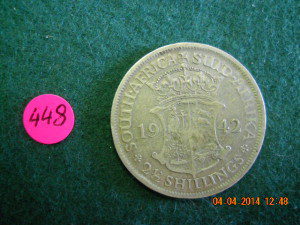 448
SOUTH AFRICA SUID-AFRIKA
19 42
2½ SHILLINGS
04-04-2014 12:48